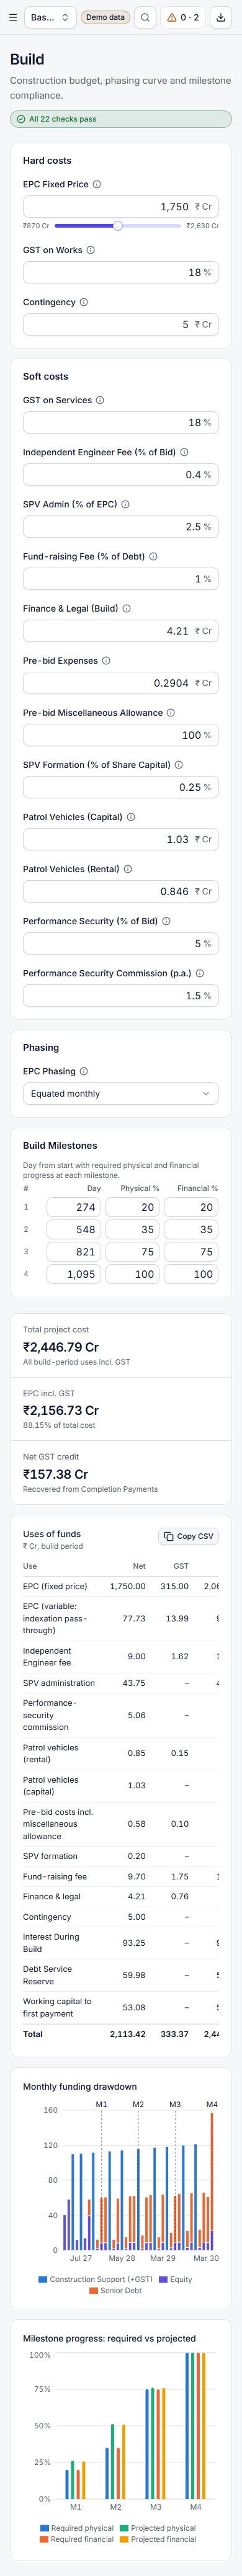 Bas...
Demo data
0 · 2
Build
Construction budget, phasing curve and milestone
compliance.
All 22 checks pass
Hard costs
EPC Fixed Price
1,750 ₹ Cr
₹870 Cr ₹2,630 Cr
GST on Works
18 %
Contingency
5 ₹ Cr
Soft costs
GST on Services
18 %
Independent Engineer Fee (% of Bid)
0.4 %
SPV Admin (% of EPC)
2.5 %
Fund-raising Fee (% of Debt)
1 %
Finance & Legal (Build)
4.21 ₹ Cr
Pre-bid Expenses
0.2904 ₹ Cr
Pre-bid Miscellaneous Allowance
100 %
SPV Formation (% of Share Capital)
0.25 %
Patrol Vehicles (Capital)
1.03 ₹ Cr
Patrol Vehicles (Rental)
0.846 ₹ Cr
Performance Security (% of Bid)
5 %
Performance Security Commission (p.a.)
1.5 %
Phasing
EPC Phasing
Equated monthly
Build Milestones
Day from start with required physical and financial
progress at each milestone.
# Day Physical % Financial %
1 274 20 20
2 548 35 35
3 821 75 75
4 1,095 100 100
Total project cost
₹2,446.79 Cr
All build-period uses incl. GST
EPC incl. GST
₹2,156.73 Cr
88.15% of total cost
Net GST credit
₹157.38 Cr
Recovered from Completion Payments
Uses of funds
₹ Cr, build period
Copy CSV
Use Net GST
EPC (fixed price) 1,750.00 315.00 2,06
EPC (variable:
indexation pass-
through) 77.73 13.99 9
Independent
Engineer fee 9.00 1.62 1
SPV administration 43.75 – 4
Performance-
security
commission 5.06 –
Patrol vehicles
(rental) 0.85 0.15
Patrol vehicles
(capital) 1.03 –
Pre-bid costs incl.
miscellaneous
allowance 0.58 0.10
SPV formation 0.20 –
Fund-raising fee 9.70 1.75 1
Finance & legal 4.21 0.76
Contingency 5.00 –
Interest During
Build 93.25 – 9
Debt Service
Reserve 59.98 – 5
Working capital to
first payment 53.08 – 5
Total 2,113.42 333.37 2,44
Monthly funding drawdown
M1 M2 M3 M4
160
120
80
40
0
Jul 27 May 28 Mar 29 Mar 30
Construction Support (+GST) Equity
Senior Debt
Milestone progress: required vs projected
100%
75%
50%
25%
0%
M1 M2 M3 M4
Required physical Projected physical
Required financial Projected financial